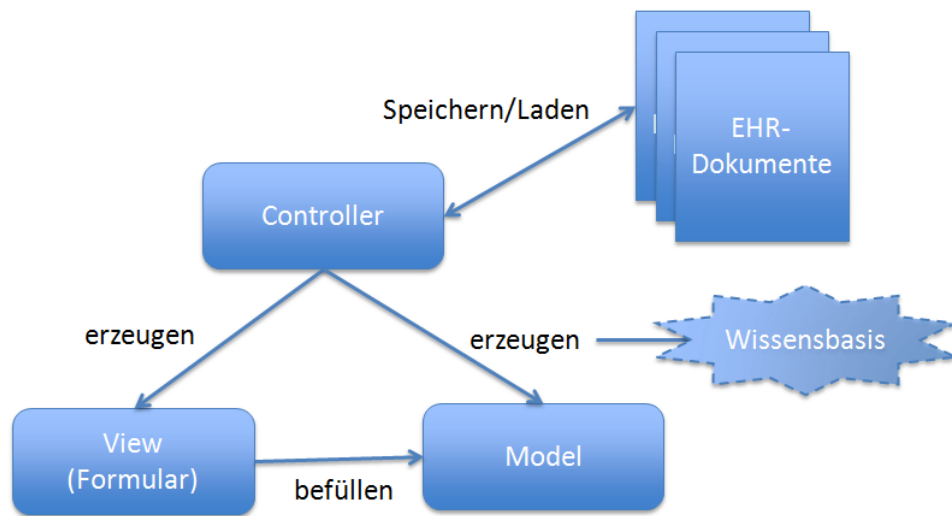 Speichern/Laden
EHR-
Dokumente
Controller
erzeugen
erzeugen
Wissensbasis
View
(Formular)
befüllen
Model